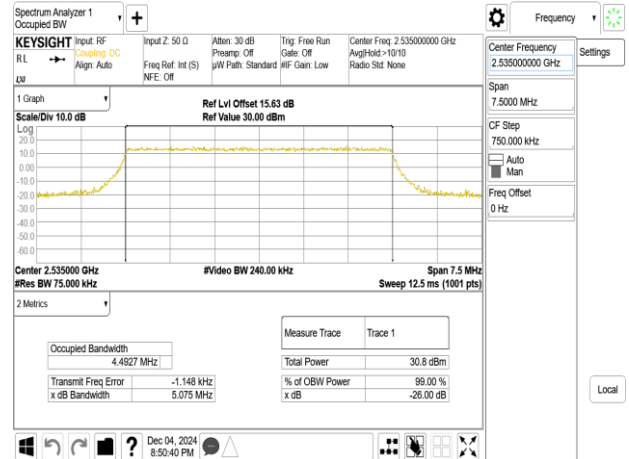 Spectrum Analyzer 1
Occupied BW
Frequency
KEYSIGHT
RL
Input: RF
Coupling: DC
Align: Auto
Input Z: 50 Ω
Freq Ref: Int (S)
NFE: Off
Atten: 30 dB
Preamp: Off
µW Path: Standard
Trig: Free Run
Gate: Off
#IF Gain: Low
Center Freq: 2.535000000 GHz
Avg|Hold:>10/10
Radio Std: None
LXI
Center Frequency
2.535000000 GHz
Settings
Span
7.5000 MHz
CF Step
750.000 kHz
Auto
Man
Freq Offset
0 Hz
Local
1 Graph
Scale/Div 10.0 dB
Ref Lvl Offset 15.63 dB
Ref Value 30.00 dBm
Log
20.0
10.0
0.00
-10.0
-20.0
-30.0
-40.0
-50.0
-60.0
Center 2.535000 GHz
#Video BW 240.00 kHz
Span 7.5 MHz
#Res BW 75.000 kHz
Sweep 12.5 ms (1001 pts)
2 Metrics
Measure Trace Trace 1
Occupied Bandwidth
4.4927 MHz
Total Power 30.8 dBm
Transmit Freq Error -1.148 kHz
% of OBW Power 99.00 %
x dB Bandwidth 5.075 MHz
x dB -26.00 dB
Dec 04, 2024
8:50:40 PM